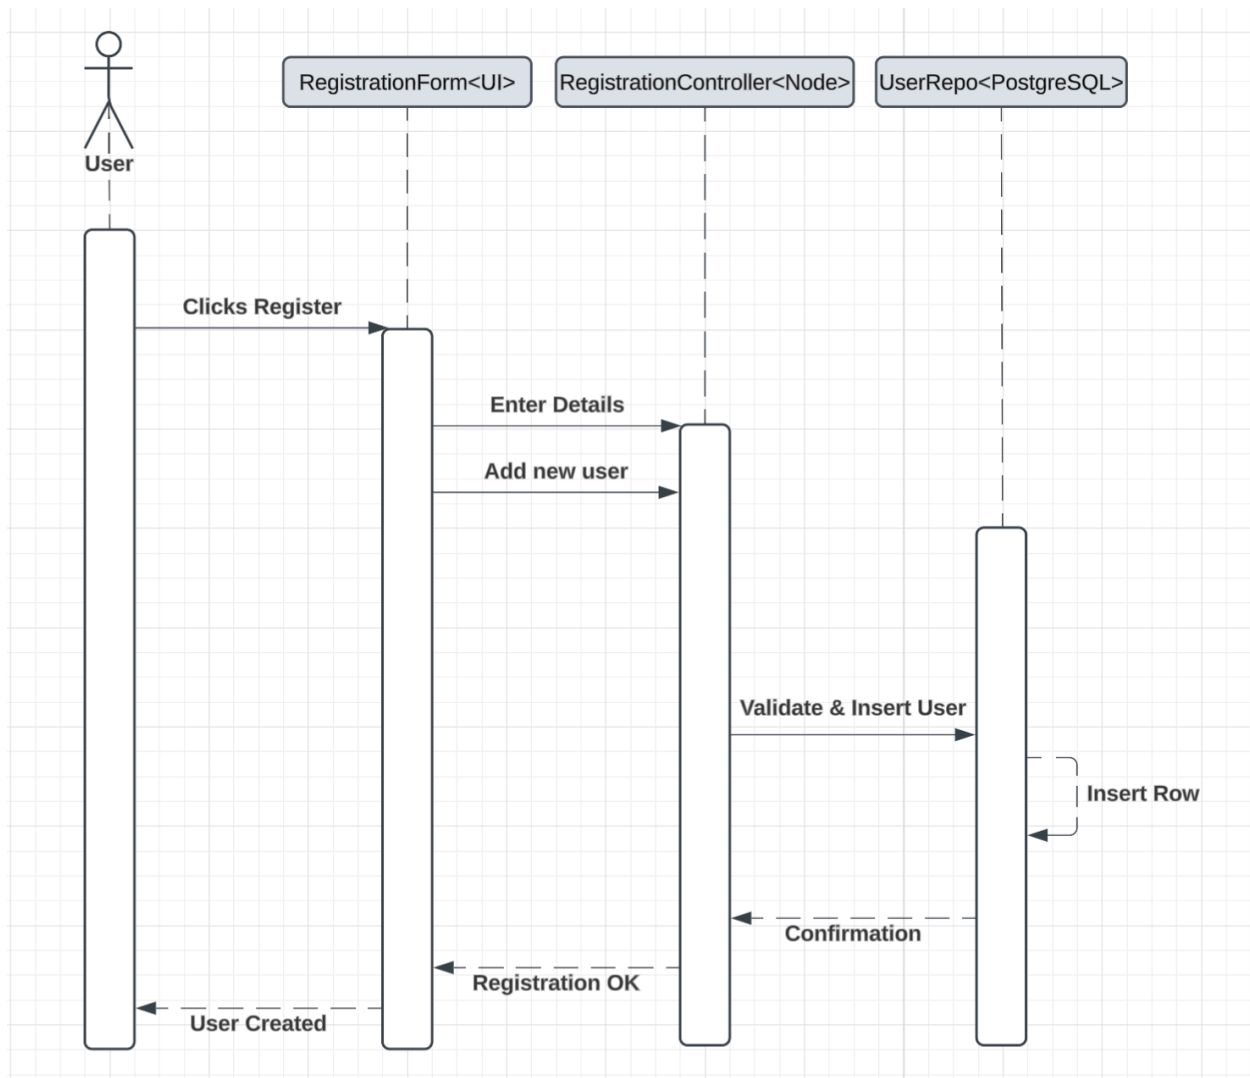 RegistrationForm<UI>
RegistrationController<Node>
UserRepo<PostgreSQL>
User
Clicks Register
Enter Details
Add new user
Validate & Insert User
Insert Row
Confirmation
Registration OK
User Created